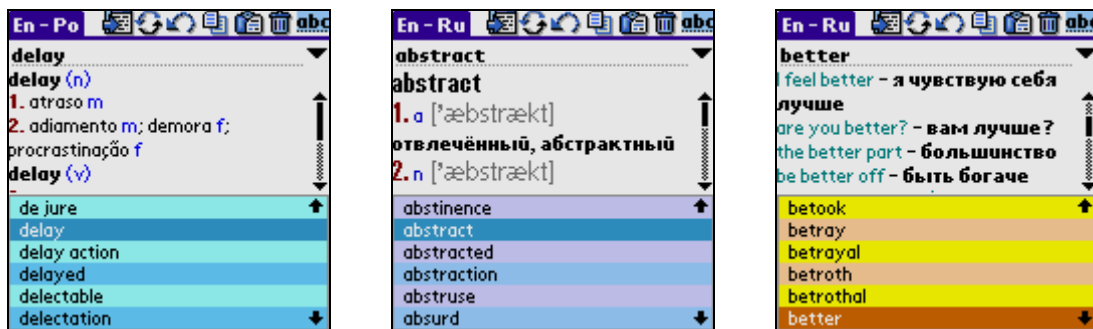 En - Po abc
delay
delay (n)
1. atraso m
2. adiamento m; demora f;
procrastinação f
delay (v)
de jure
delay
delay action
delayed
delectable
delectation
En - Ru abc
abstract
abstract
1. a ['æbstrækt]
отвлечённый, абстрактный
2. n ['æbstrækt]
abstinence
abstract
abstracted
abstraction
abstruse
absurd
En - Ru abc
better
I feel better – я чувствую себя
лучше
are you better? – вам лучше?
the better part – большинство
be better off – быть богаче
betook
betray
betrayal
betroth
betrothal
better